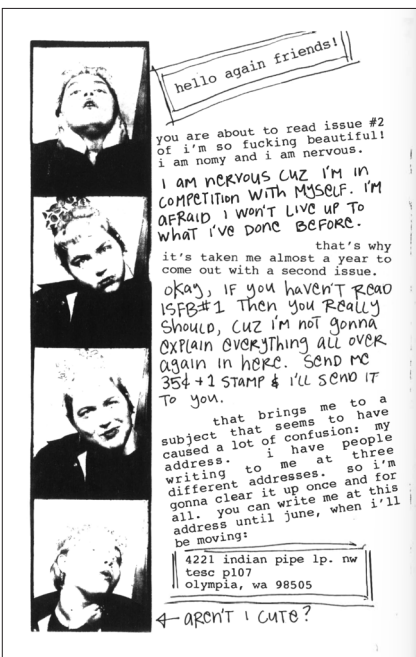 hello again friends!
you are about to read issue #2
of i'm so fucking beautiful!
i am nomy and i am nervous.
I AM NERVOUS CUZ I'M IN
COMPETITION WITH MYSELF. I'M
AFRAID I WON'T LIVE UP TO
WHAT I'VE DONE BEFORE.
that's why
it's taken me almost a year to
come out with a second issue.
okay, IF you HAVEN'T READ
ISFB#1 THEN you REALLY
SHOULD, CUZ I'M NOT gonna
explain everything all over
again in here. SEND ME
35¢ + 1 STAMP & I'LL SEND IT
TO you.
that brings me to a
subject that seems to have
caused a lot of confusion: my
address. i have people
writing to me at three
different addresses. so i'm
gonna clear it up once and for
all. you can write me at this
address until june, when i'll
be moving:
4221 indian pipe lp. nw
tesc p107
olympia, wa 98505
← AREN'T I CUTE?